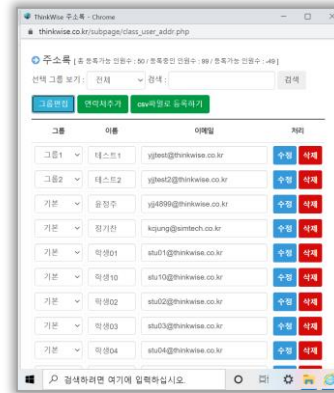 ThinkWise 주소록 - Chrome
thinkwise.co.kr/subpage/class_user_addr.php
주소록 [ 총 등록가능 인원수 : 50 / 등록중인 인원수 : 99 / 등록가능 인원수 : -49 ]
선택 그룹 보기 : 전체 검색 : 검색
그룹편집 연락처추가 csv파일로 등록하기
그룹 이름 이메일 처리
그룹1 테스트1 yjjtest@thinkwise.co.kr 수정 삭제
그룹2 테스트2 yjjtest2@thinkwise.co.kr 수정 삭제
기본 윤정주 yjj4899@thinkwise.co.kr 수정 삭제
기본 정기진 kcjung@simtech.co.kr 수정 삭제
기본 학생01 stu01@thinkwise.co.kr 수정 삭제
기본 학생10 stu10@thinkwise.co.kr 수정 삭제
기본 학생02 stu02@thinkwise.co.kr 수정 삭제
기본 학생03 stu03@thinkwise.co.kr 수정 삭제
기본 학생04 stu04@thinkwise.co.kr 수정 삭제
검색하려면 여기에 입력하십시오.